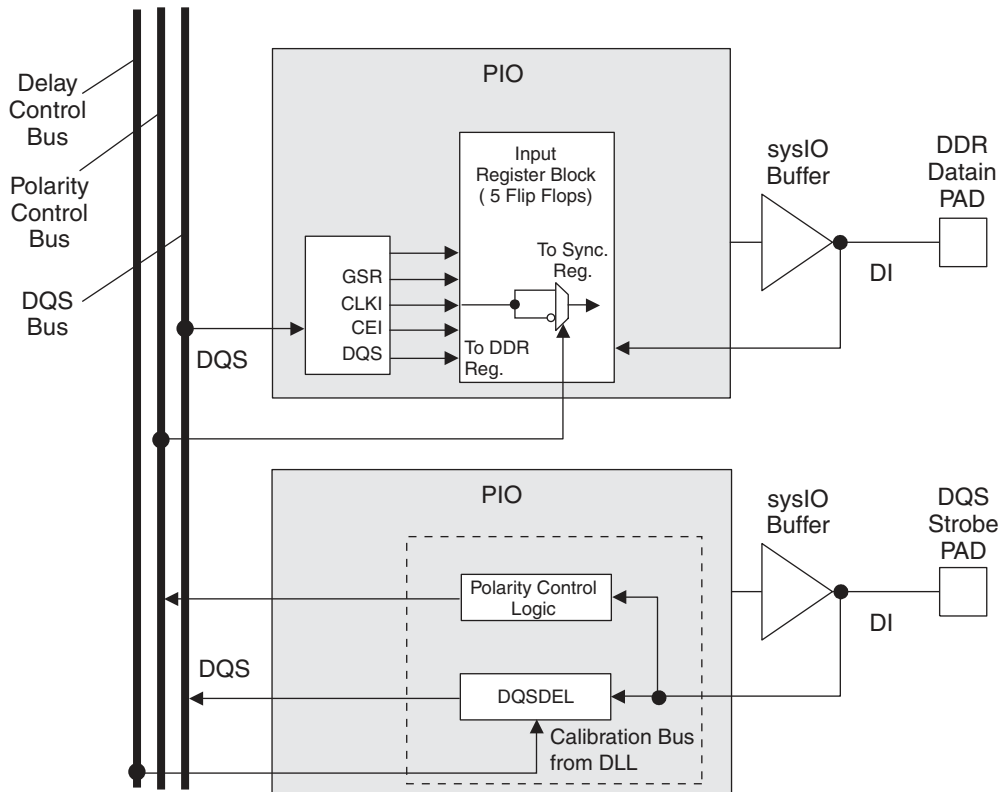 Delay
Control
Bus
Polarity
Control
Bus
DQS
Bus
DQS
PIO
Input
Register Block
( 5 Flip Flops)
To Sync.
Reg.
GSR
CLKI
CEI
DQS
To DDR
Reg.
sysIO
Buffer
DI
DDR
Datain
PAD
PIO
Polarity Control
Logic
DQS
DQSDEL
Calibration Bus
from DLL
sysIO
Buffer
DI
DQS
Strobe
PAD